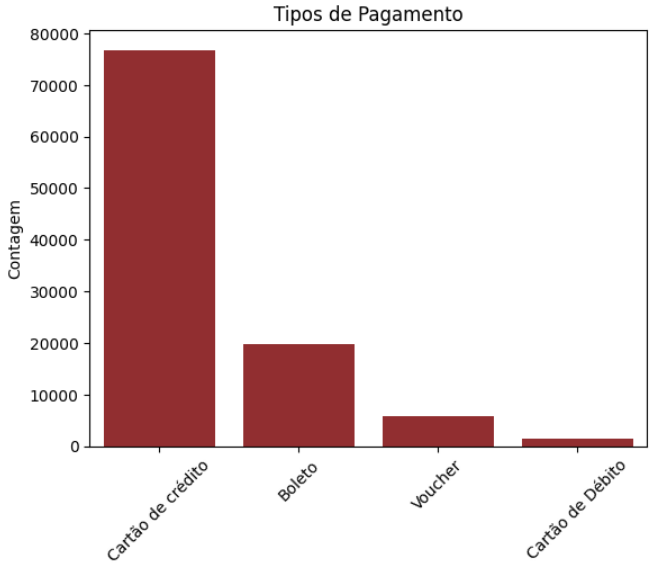 Tipos de Pagamento
80000
70000
60000
50000
40000
30000
20000
10000
0
Contagem
Cartão de crédito
Boleto
Voucher
Cartão de Débito